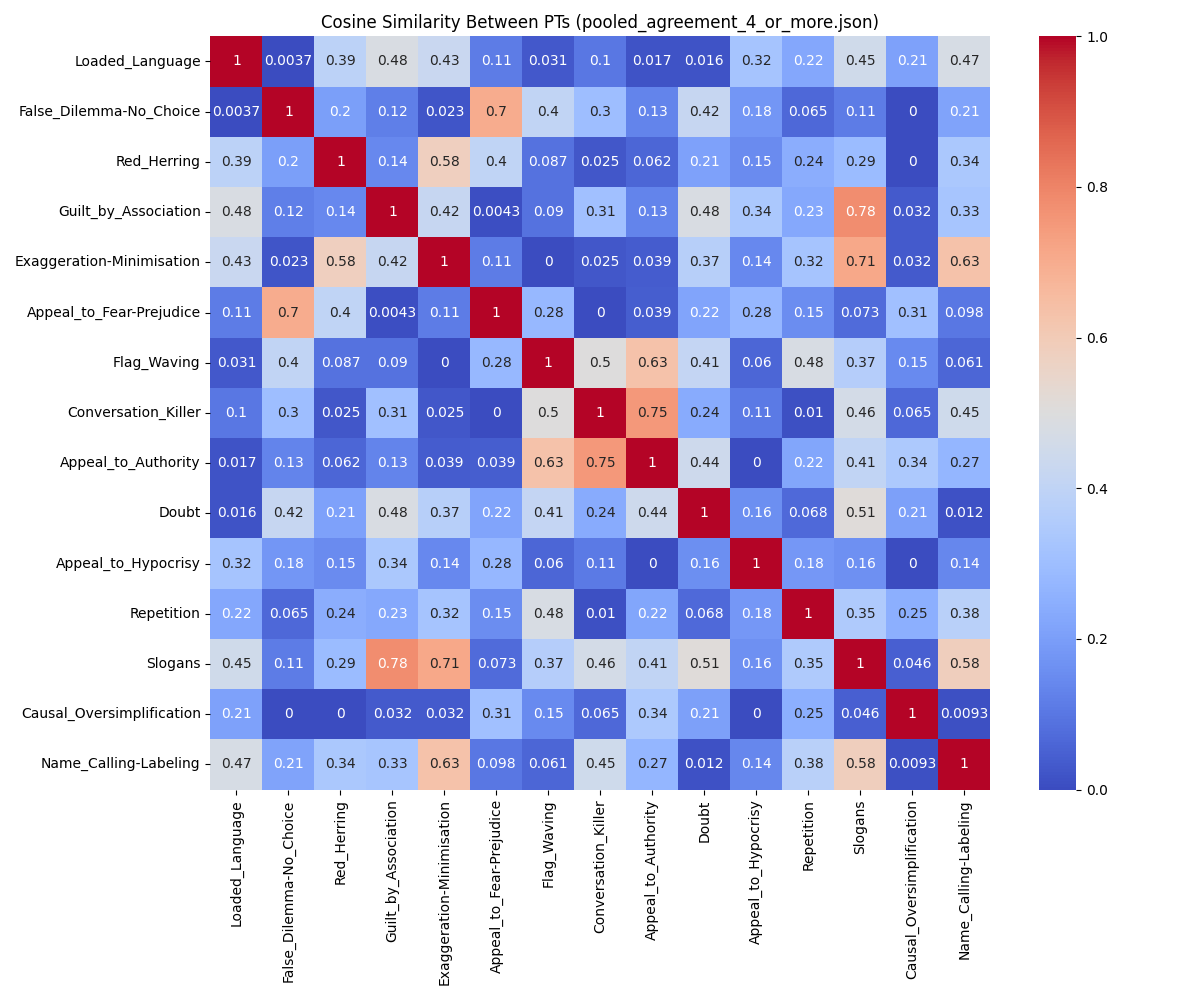 Cosine Similarity Between PTs (pooled_agreement_4_or_more.json)
Loaded_Language 1 0.0037 0.39 0.48 0.43 0.11 0.031 0.1 0.017 0.016 0.32 0.22 0.45 0.21 0.47
False_Dilemma-No_Choice 0.0037 1 0.2 0.12 0.023 0.7 0.4 0.3 0.13 0.42 0.18 0.065 0.11 0 0.21
Red_Herring 0.39 0.2 1 0.14 0.58 0.4 0.087 0.025 0.062 0.21 0.15 0.24 0.29 0 0.34
Guilt_by_Association 0.48 0.12 0.14 1 0.42 0.0043 0.09 0.31 0.13 0.48 0.34 0.23 0.78 0.032 0.33
Exaggeration-Minimisation 0.43 0.023 0.58 0.42 1 0.11 0 0.025 0.039 0.37 0.14 0.32 0.71 0.032 0.63
Appeal_to_Fear-Prejudice 0.11 0.7 0.4 0.0043 0.11 1 0.28 0 0.039 0.22 0.28 0.15 0.073 0.31 0.098
Flag_Waving 0.031 0.4 0.087 0.09 0 0.28 1 0.5 0.63 0.41 0.06 0.48 0.37 0.15 0.061
Conversation_Killer 0.1 0.3 0.025 0.31 0.025 0 0.5 1 0.75 0.24 0.11 0.01 0.46 0.065 0.45
Appeal_to_Authority 0.017 0.13 0.062 0.13 0.039 0.039 0.63 0.75 1 0.44 0 0.22 0.41 0.34 0.27
Doubt 0.016 0.42 0.21 0.48 0.37 0.22 0.41 0.24 0.44 1 0.16 0.068 0.51 0.21 0.012
Appeal_to_Hypocrisy 0.32 0.18 0.15 0.34 0.14 0.28 0.06 0.11 0 0.16 1 0.18 0.16 0 0.14
Repetition 0.22 0.065 0.24 0.23 0.32 0.15 0.48 0.01 0.22 0.068 0.18 1 0.35 0.25 0.38
Slogans 0.45 0.11 0.29 0.78 0.71 0.073 0.37 0.46 0.41 0.51 0.16 0.35 1 0.046 0.58
Causal_Oversimplification 0.21 0 0 0.032 0.032 0.31 0.15 0.065 0.34 0.21 0 0.25 0.046 1 0.0093
Name_Calling-Labeling 0.47 0.21 0.34 0.33 0.63 0.098 0.061 0.45 0.27 0.012 0.14 0.38 0.58 0.0093 1
Loaded_Language
False_Dilemma-No_Choice
Red_Herring
Guilt_by_Association
Exaggeration-Minimisation
Appeal_to_Fear-Prejudice
Flag_Waving
Conversation_Killer
Appeal_to_Authority
Doubt
Appeal_to_Hypocrisy
Repetition
Slogans
Causal_Oversimplification
Name_Calling-Labeling
1.0
0.8
0.6
0.4
0.2
0.0